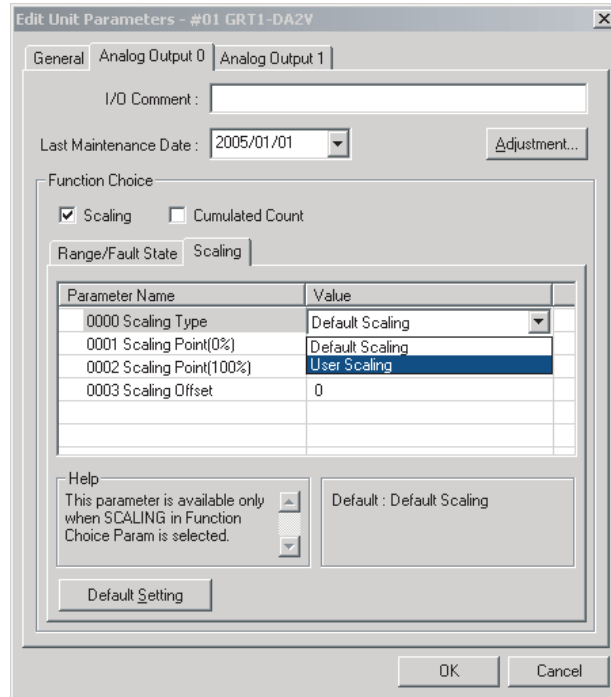 Edit Unit Parameters - #01 GRT1-DA2V
General Analog Output 0 Analog Output 1
I/O Comment :
Last Maintenance Date : 2005/01/01 Adjustment...
Function Choice
Scaling Cumulated Count
Range/Fault State Scaling
Parameter Name Value
0000 Scaling Type Default Scaling
0001 Scaling Point(0%) Default Scaling
0002 Scaling Point(100%) User Scaling
0003 Scaling Offset 0
Help
This parameter is available only
when SCALING in Function
Choice Param is selected.
Default : Default Scaling
Default Setting
OK Cancel